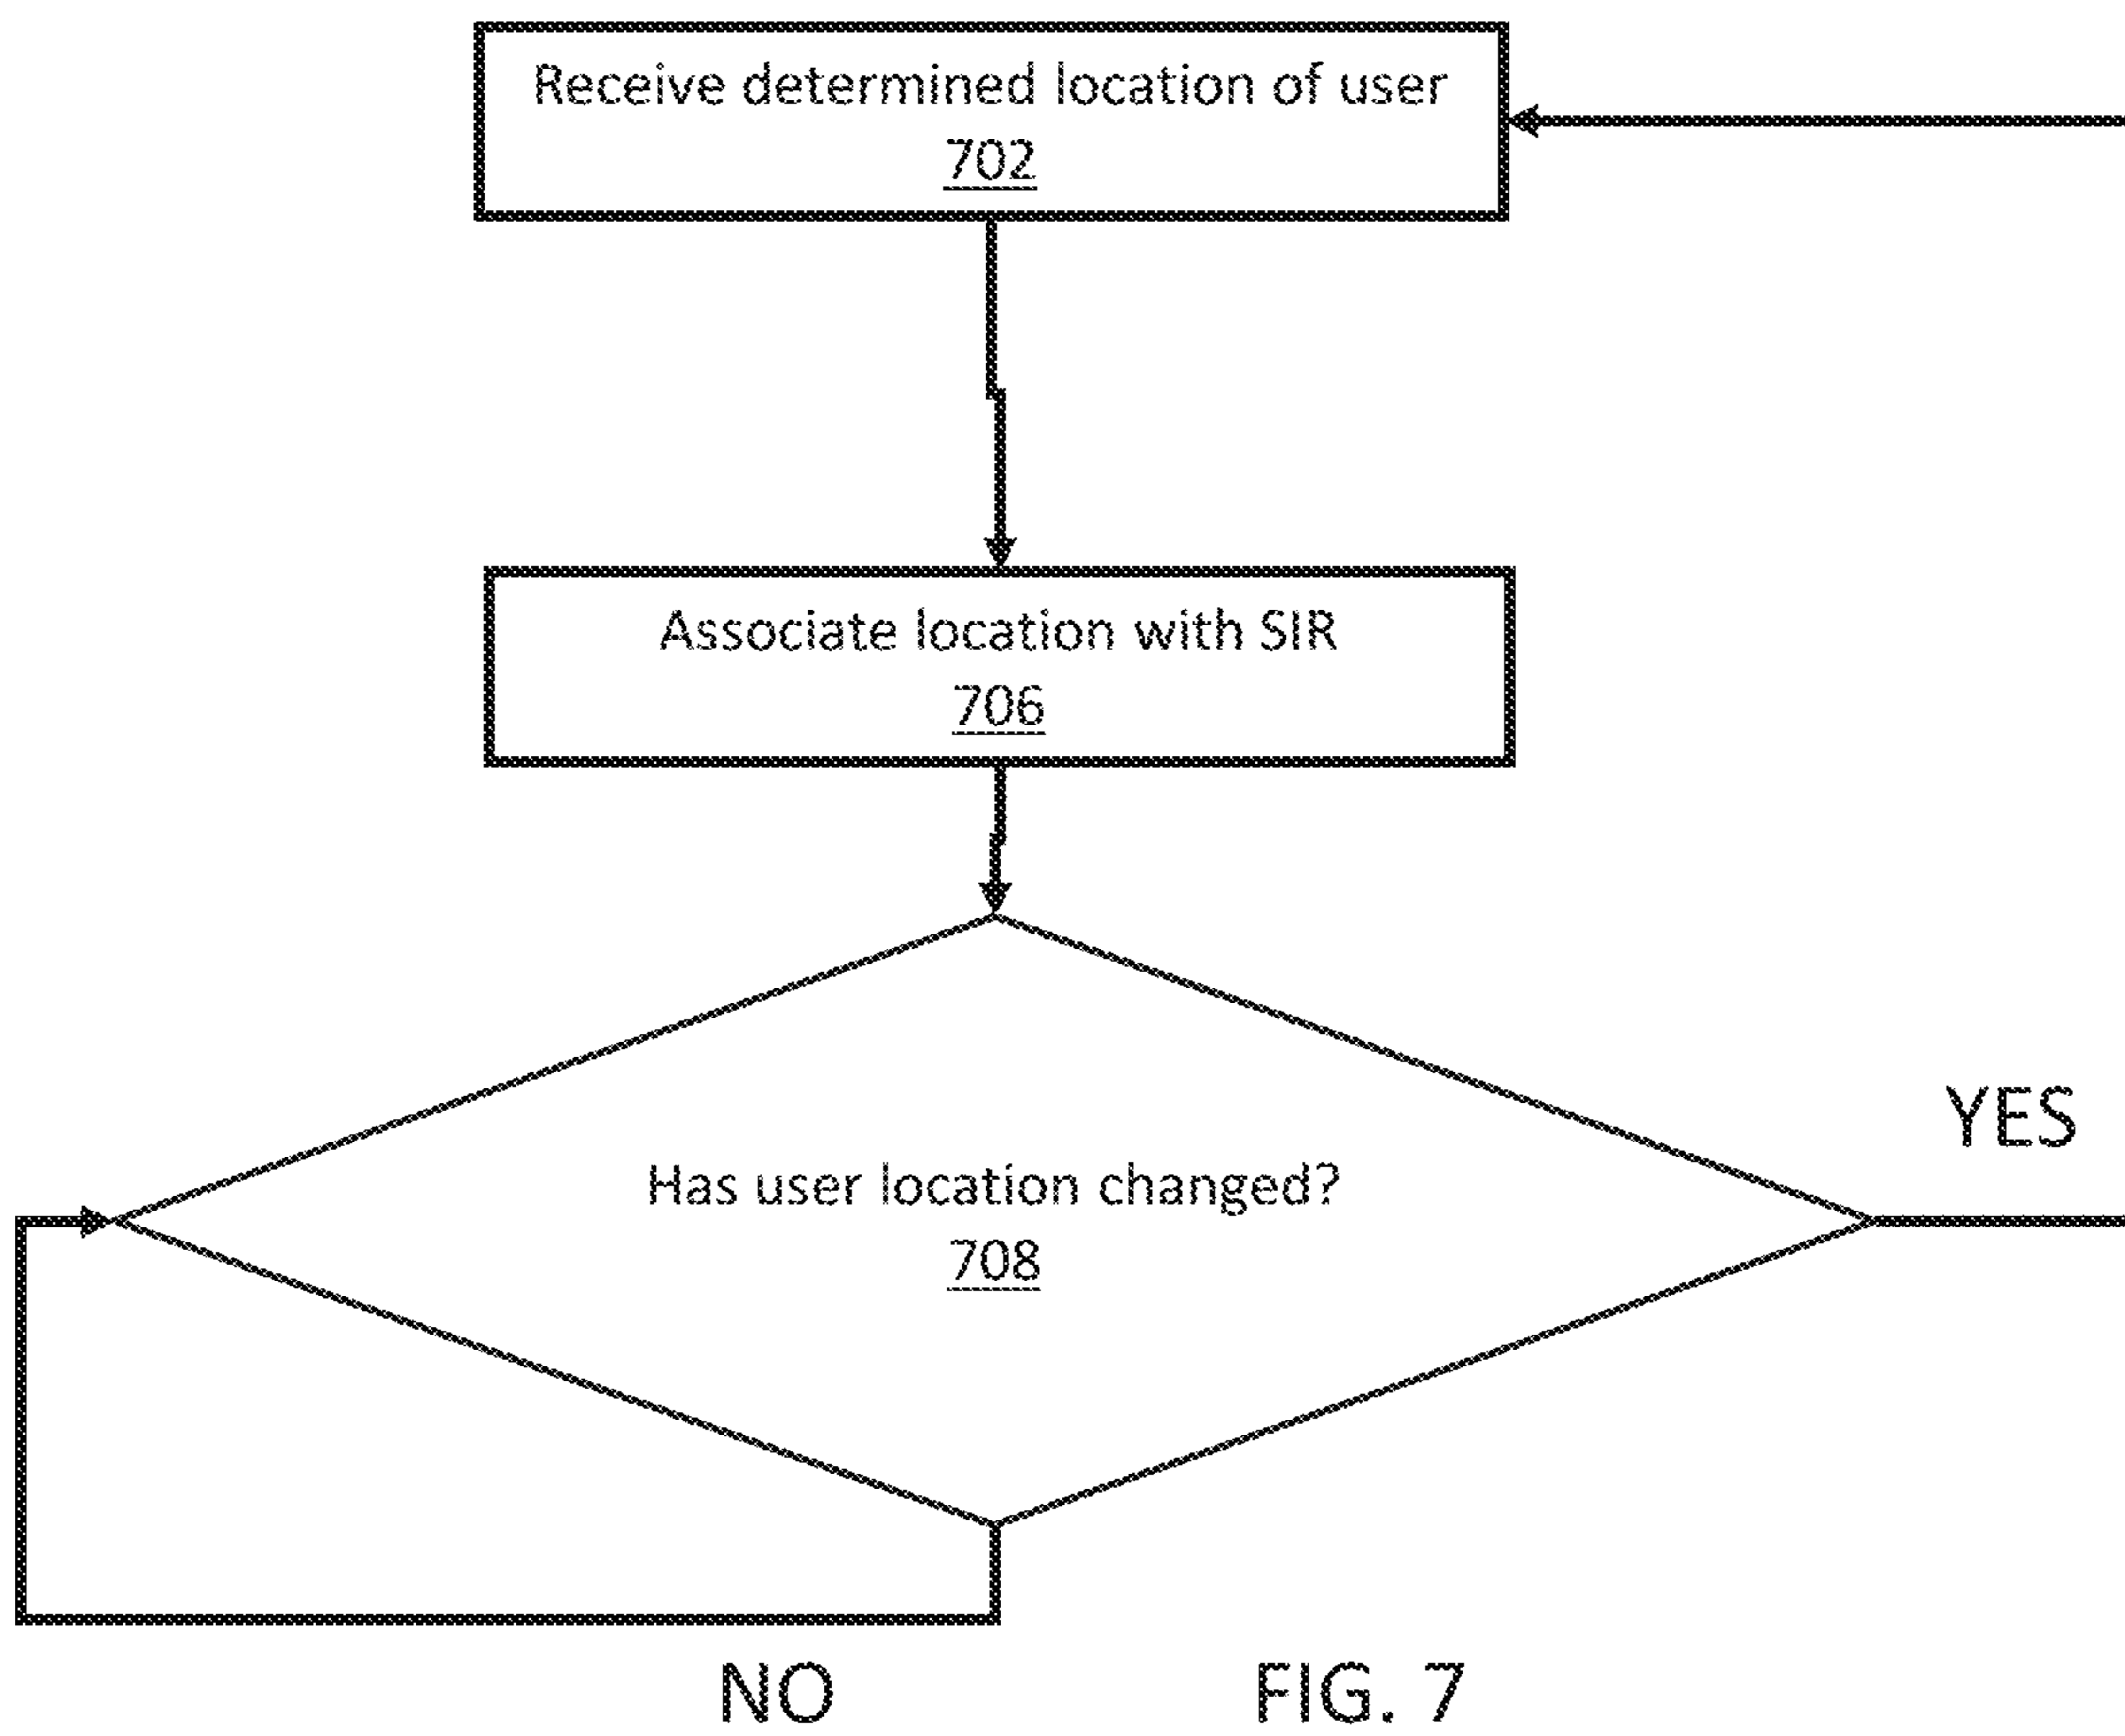 Receive determined location of user
702
Associate location with SIR
706
YES
Has user location changed?
708
NO
FIG. 7